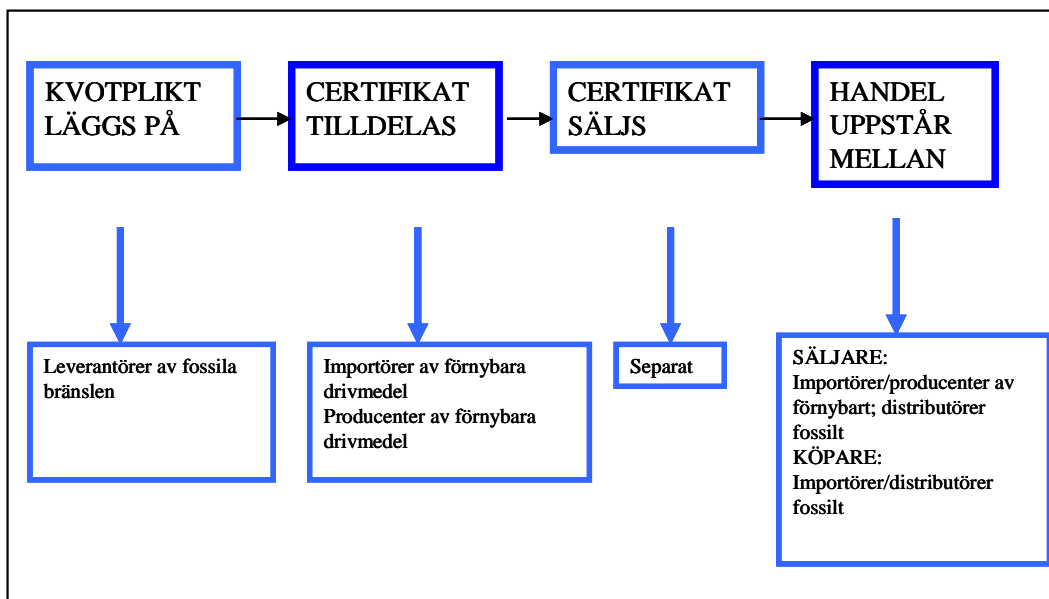 KVOTPLIKT
LÄGGS PÅ
CERTIFIKAT
TILLDELAS
CERTIFIKAT
SÄLJS
HANDEL
UPPSTÅR
MELLAN
Leverantörer av fossila
bränslen
Importörer av förnybara
drivmedel
Producenter av förnybara
drivmedel
Separat
SÄLJARE:
Importörer/producenter av
förnybart; distributörer
fossilt
KÖPARE:
Importörer/distributörer
fossilt